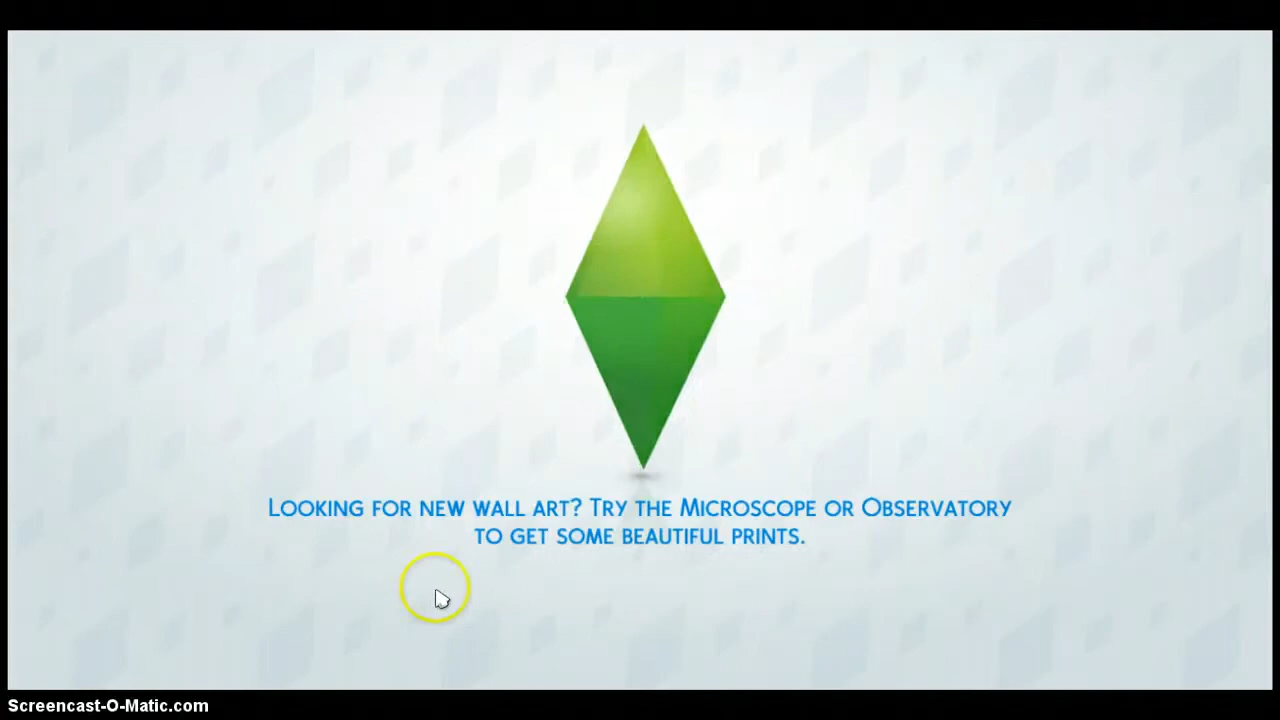 Looking for new wall art? Try the Microscope or Observatory
to get some beautiful prints.
Screencast-O-Matic.com